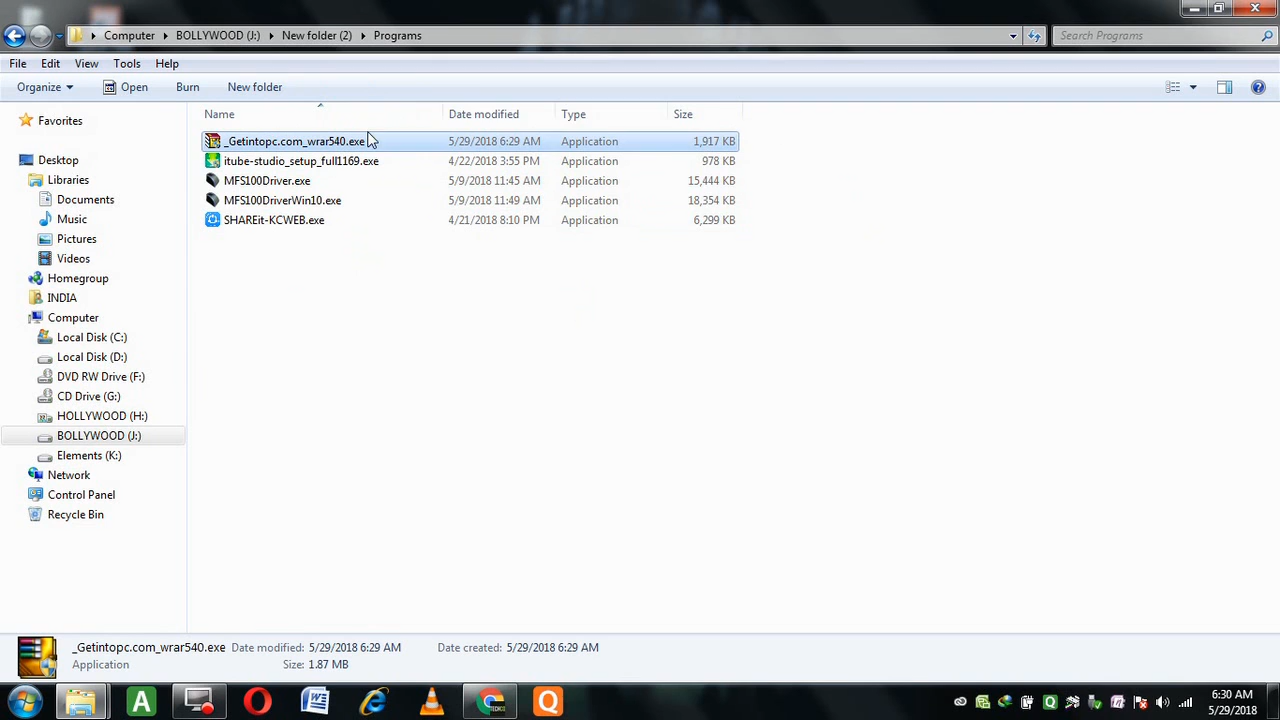 Computer BOLLYWOOD (J:) New folder (2) Programs Search Programs
File Edit View Tools Help
Organize Open Burn New folder
Favorites
Desktop
Libraries
Documents
Music
Pictures
Videos
Homegroup
INDIA
Computer
Local Disk (C:)
Local Disk (D:)
DVD RW Drive (F:)
CD Drive (G:)
HOLLYWOOD (H:)
BOLLYWOOD (J:)
Elements (K:)
Network
Control Panel
Recycle Bin
Name Date modified Type Size
_Getintopc.com_wrar540.exe 5/29/2018 6:29 AM Application 1,917 KB
itube-studio_setup_full1169.exe 4/22/2018 3:55 PM Application 978 KB
MFS100Driver.exe 5/9/2018 11:45 AM Application 15,444 KB
MFS100DriverWin10.exe 5/9/2018 11:49 AM Application 18,354 KB
SHAREit-KCWEB.exe 4/21/2018 8:10 PM Application 6,299 KB
_Getintopc.com_wrar540.exe Date modified: 5/29/2018 6:29 AM Date created: 5/29/2018 6:29 AM
Application Size: 1.87 MB
A W Q
6:30 AM
5/29/2018